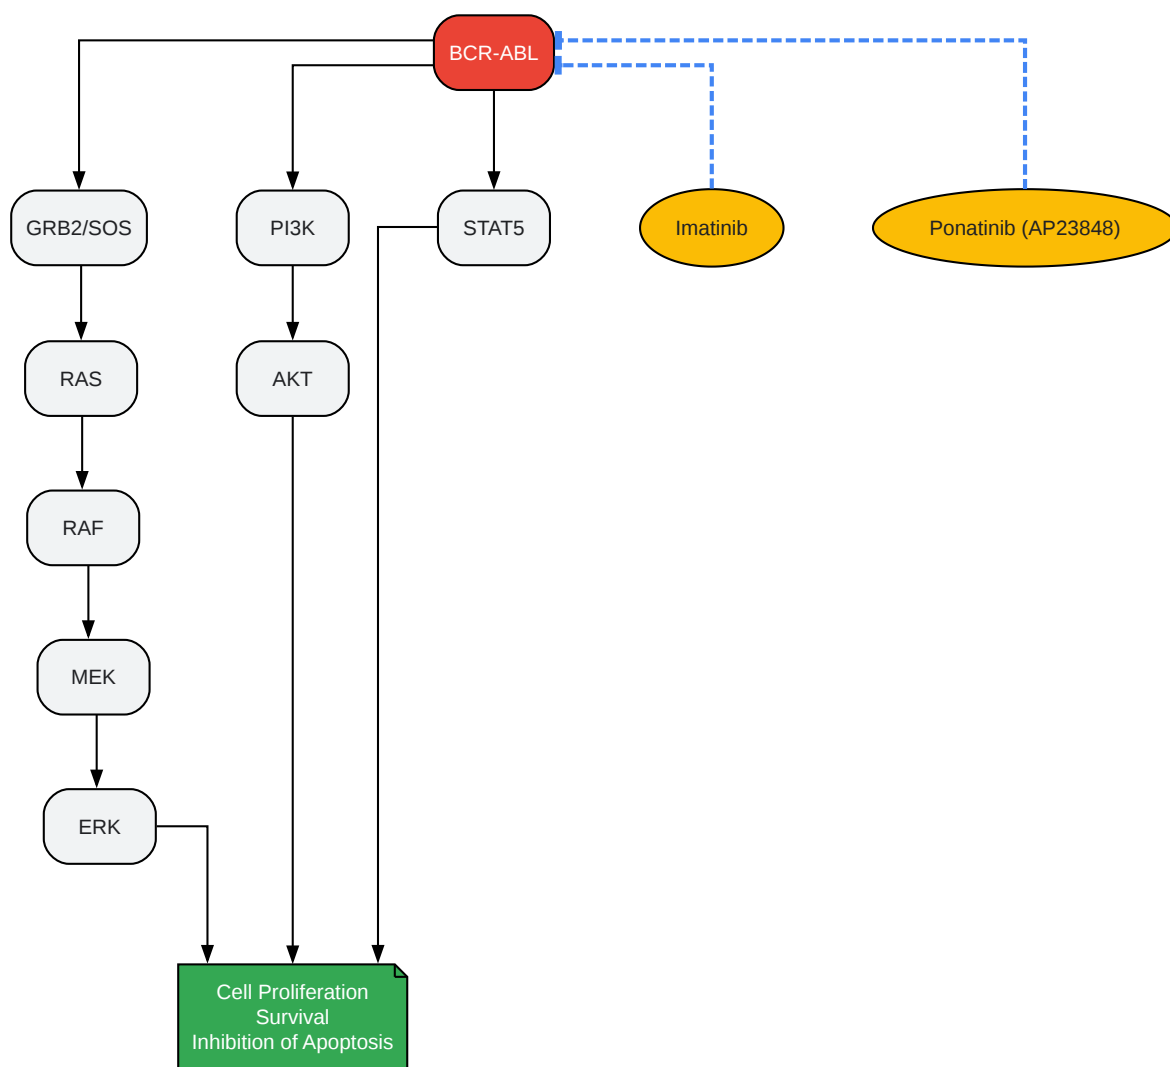 BCR-ABL
GRB2/SOS
PI3K
STAT5
Imatinib
Ponatinib (AP23848)
RAS
AKT
RAF
MEK
ERK
Cell Proliferation
Survival
Inhibition of Apoptosis